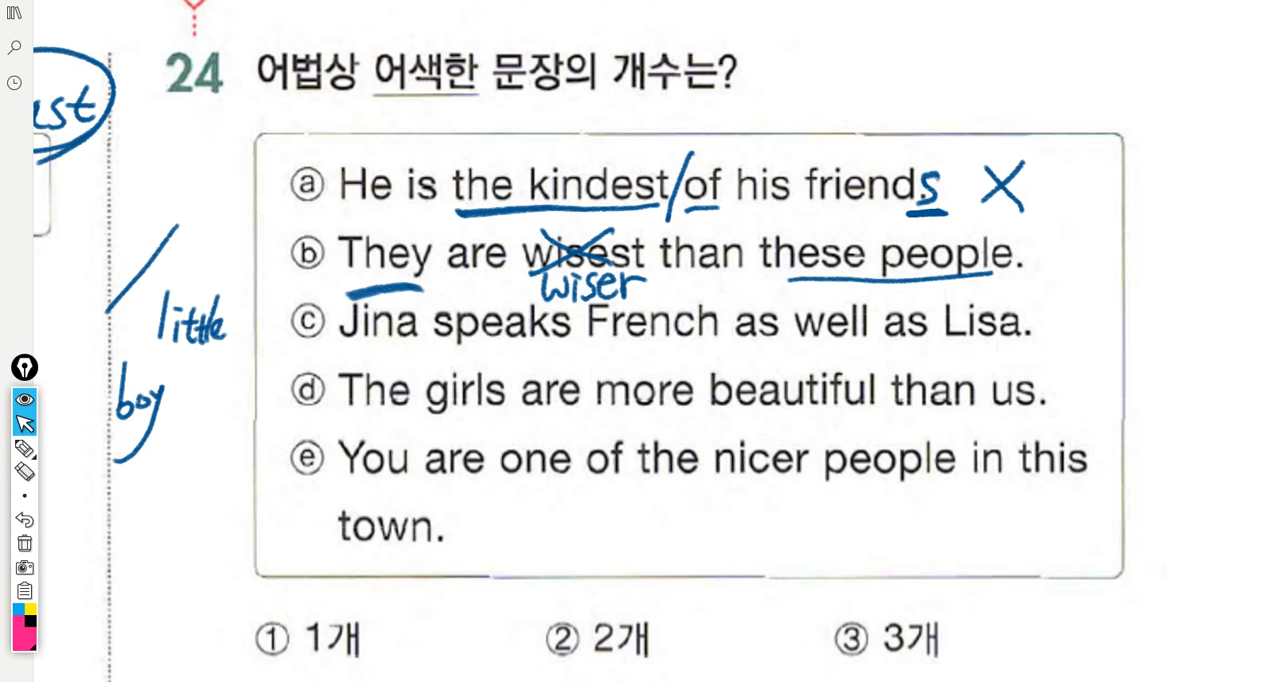 24 어법상 어색한 문장의 개수는?
ⓐ He is the kindest/of his friends X
ⓑ They are wisest than these people.
wiser
ⓒ Jina speaks French as well as Lisa.
little
ⓓ The girls are more beautiful than us.
boy
ⓔ You are one of the nicer people in this
town.
① 1개 ② 2개 ③ 3개